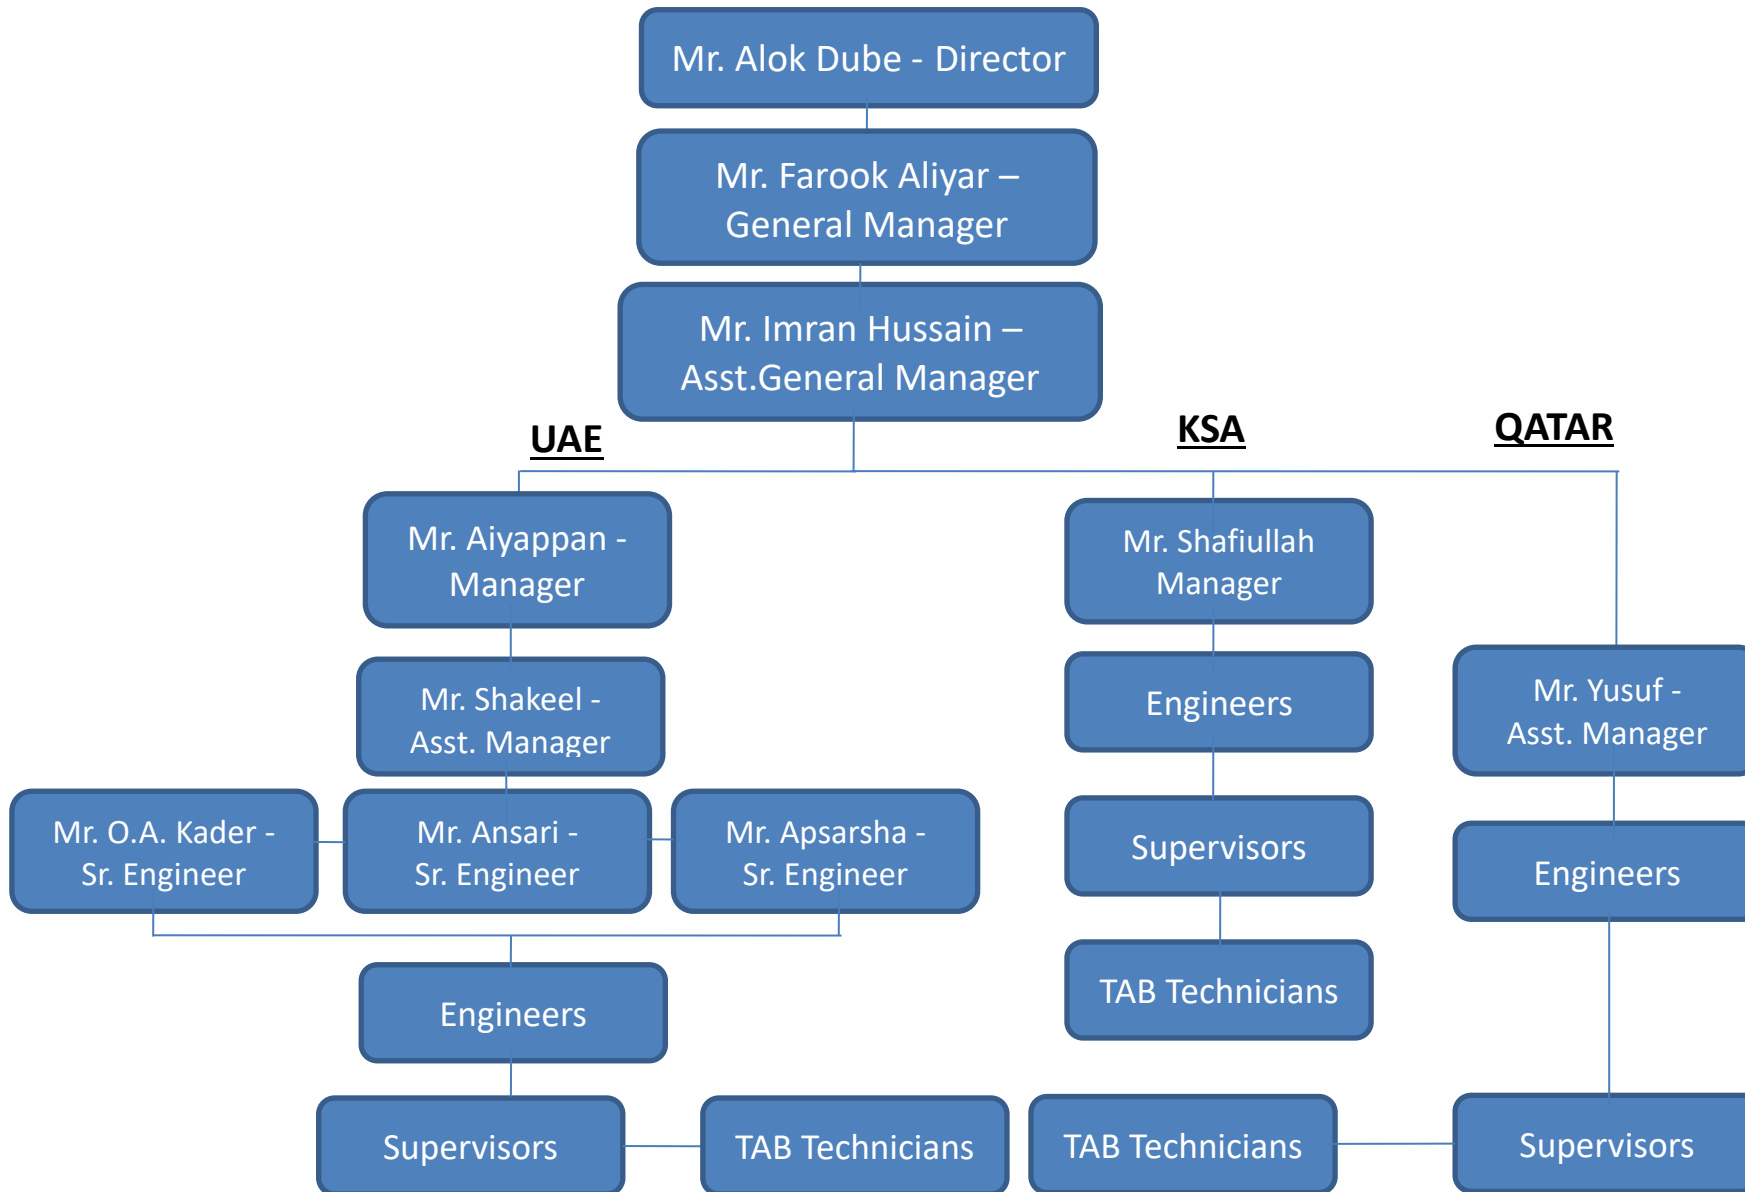 Mr. Alok Dube - Director
Mr. Farook Aliyar –
General Manager
Mr. Imran Hussain –
Asst.General Manager
UAE
KSA
QATAR
Mr. Aiyappan -
Manager
Mr. Shafiullah
Manager
Mr. Shakeel -
Asst. Manager
Engineers
Mr. Yusuf -
Asst. Manager
Mr. O.A. Kader -
Sr. Engineer
Mr. Ansari -
Sr. Engineer
Mr. Apsarsha -
Sr. Engineer
Supervisors
Engineers
Engineers
TAB Technicians
Supervisors
TAB Technicians
TAB Technicians
Supervisors